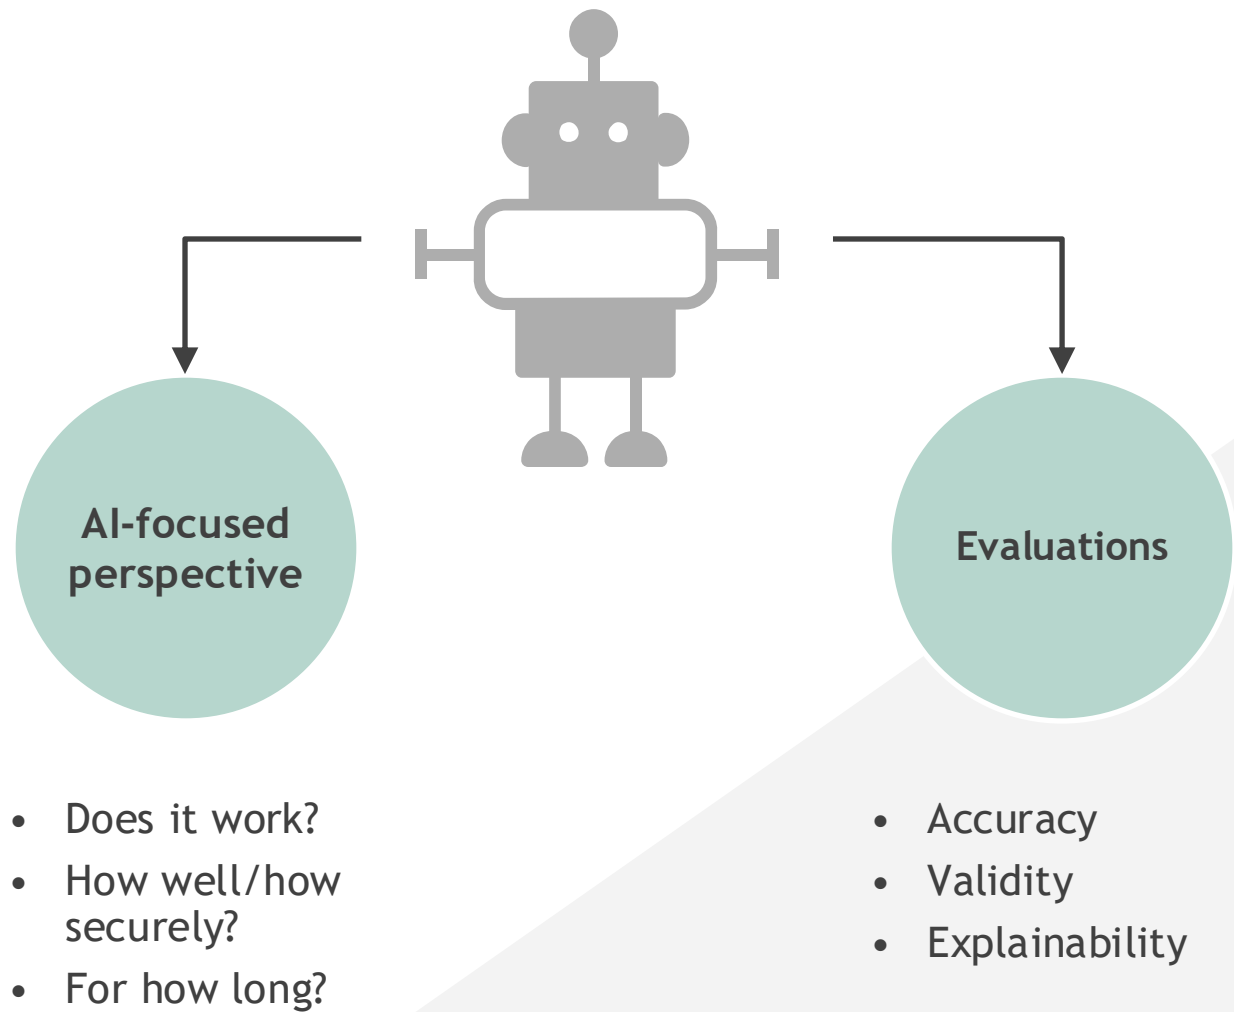 AI-focused
perspective
Evaluations
• Does it work?
• How well/how
securely?
• For how long?
• Accuracy
• Validity
• Explainability